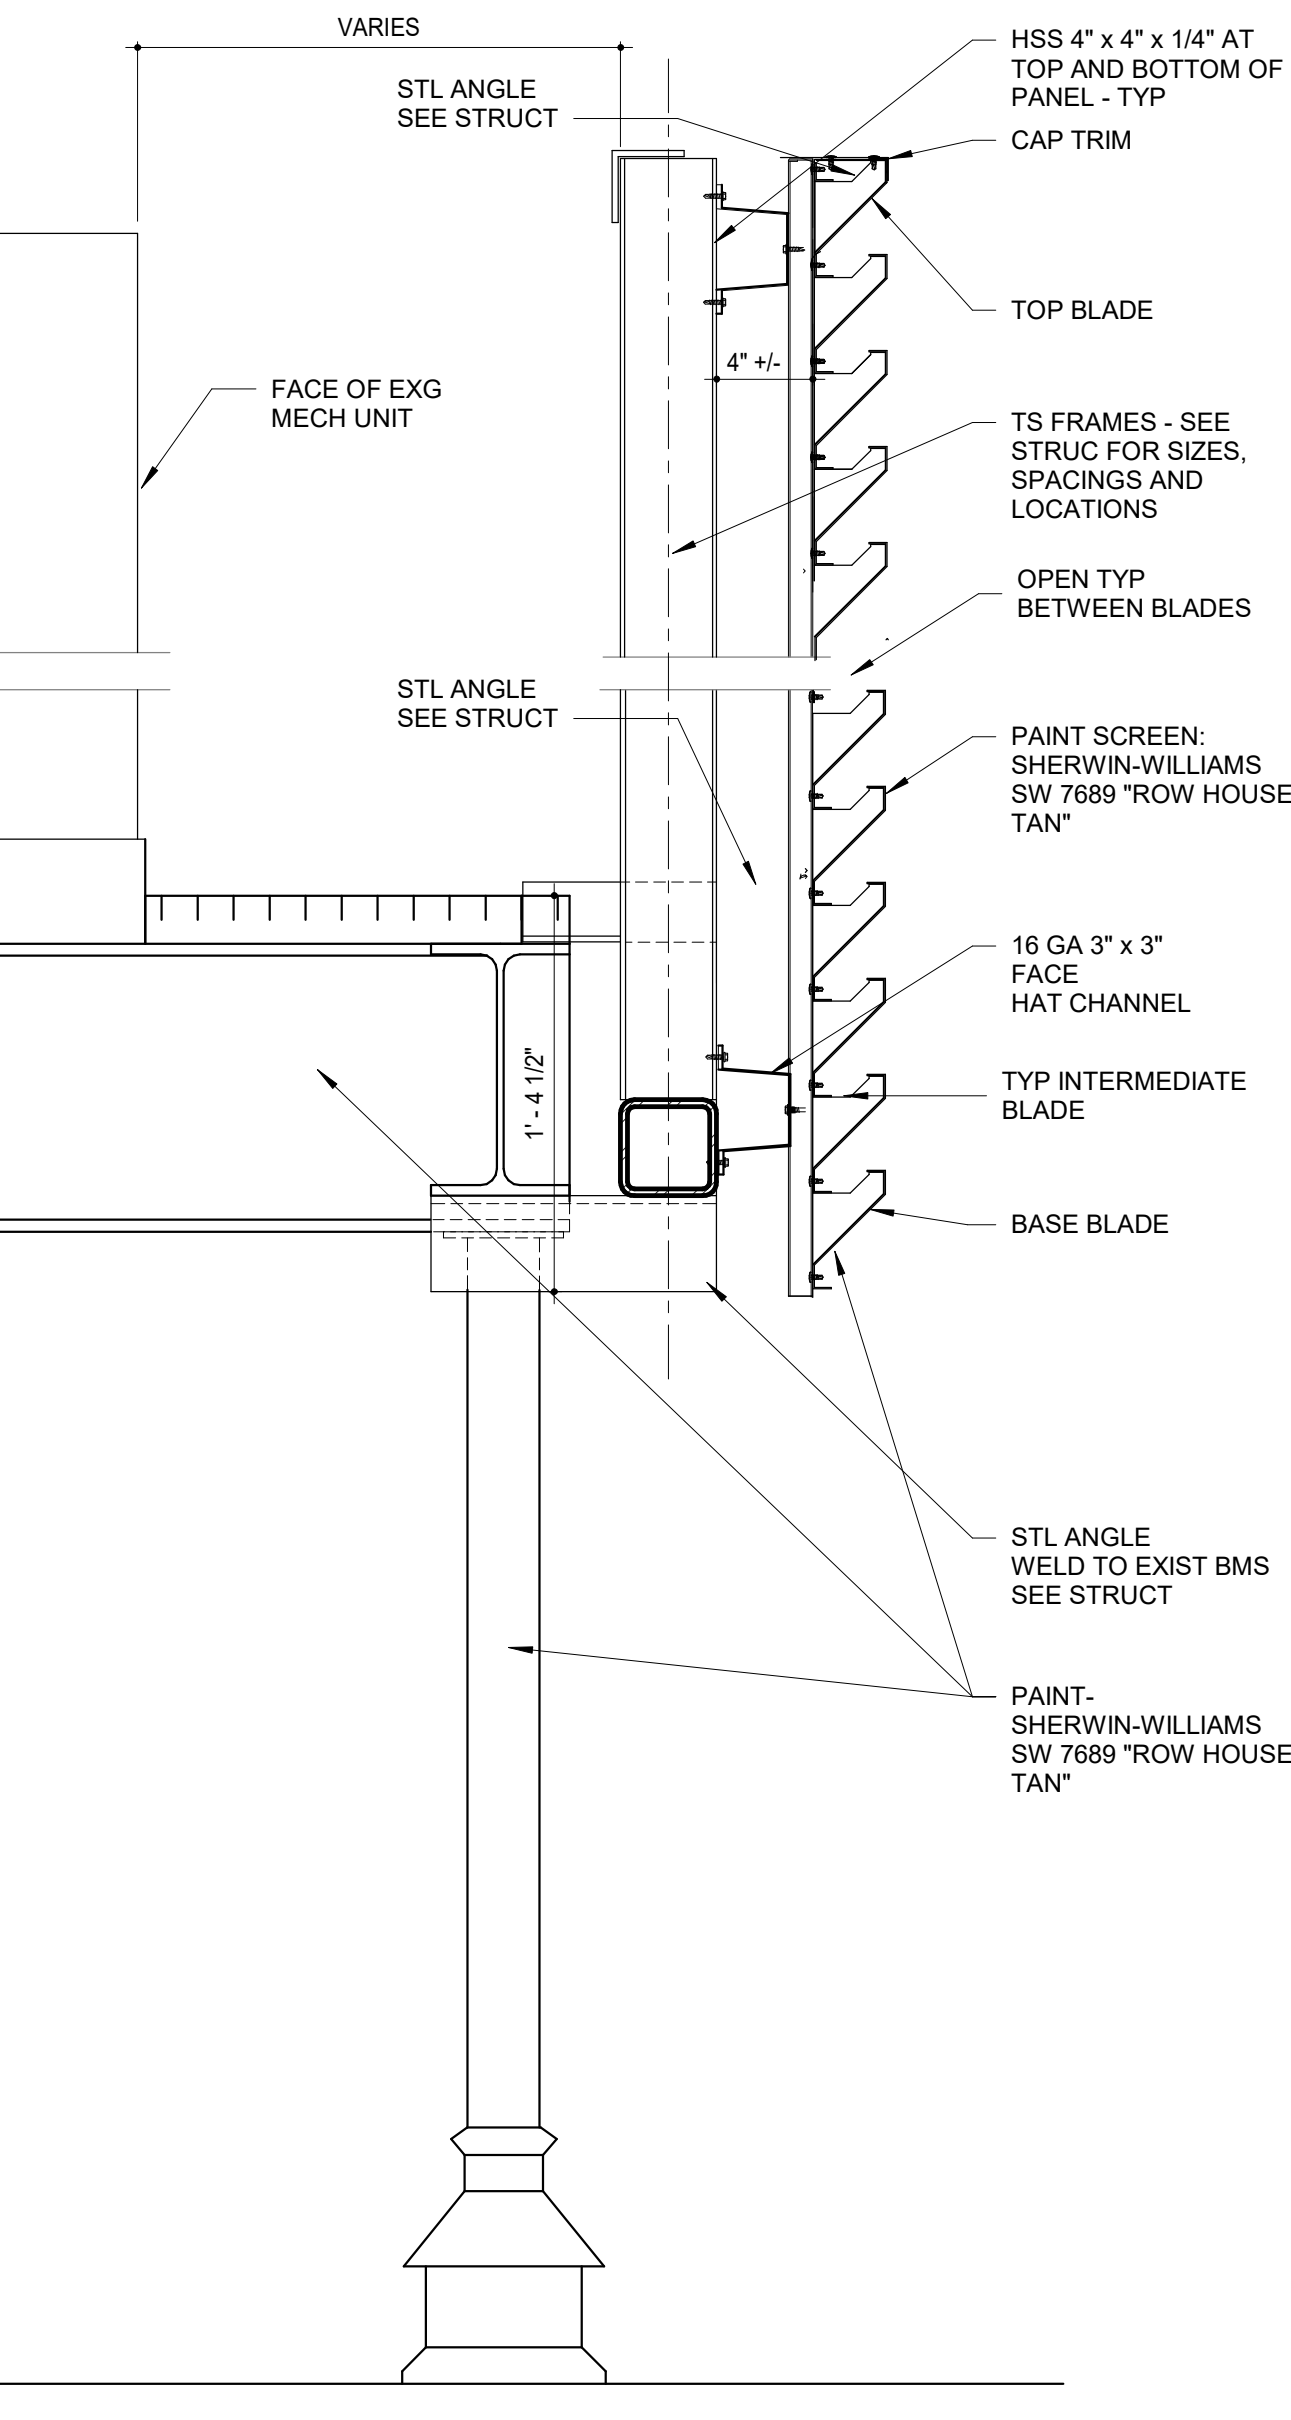 VARIES
STL ANGLE
SEE STRUCT
HSS 4" x 4" x 1/4" AT
TOP AND BOTTOM OF
PANEL - TYP
CAP TRIM
TOP BLADE
4" +/-
FACE OF EXG
MECH UNIT
TS FRAMES - SEE
STRUC FOR SIZES,
SPACINGS AND
LOCATIONS
OPEN TYP
BETWEEN BLADES
STL ANGLE
SEE STRUCT
PAINT SCREEN:
SHERWIN-WILLIAMS
SW 7689 "ROW HOUSE
TAN"
16 GA 3" x 3"
FACE
HAT CHANNEL
1' - 4 1/2"
TYP INTERMEDIATE
BLADE
BASE BLADE
STL ANGLE
WELD TO EXIST BMS
SEE STRUCT
PAINT-
SHERWIN-WILLIAMS
SW 7689 "ROW HOUSE
TAN"